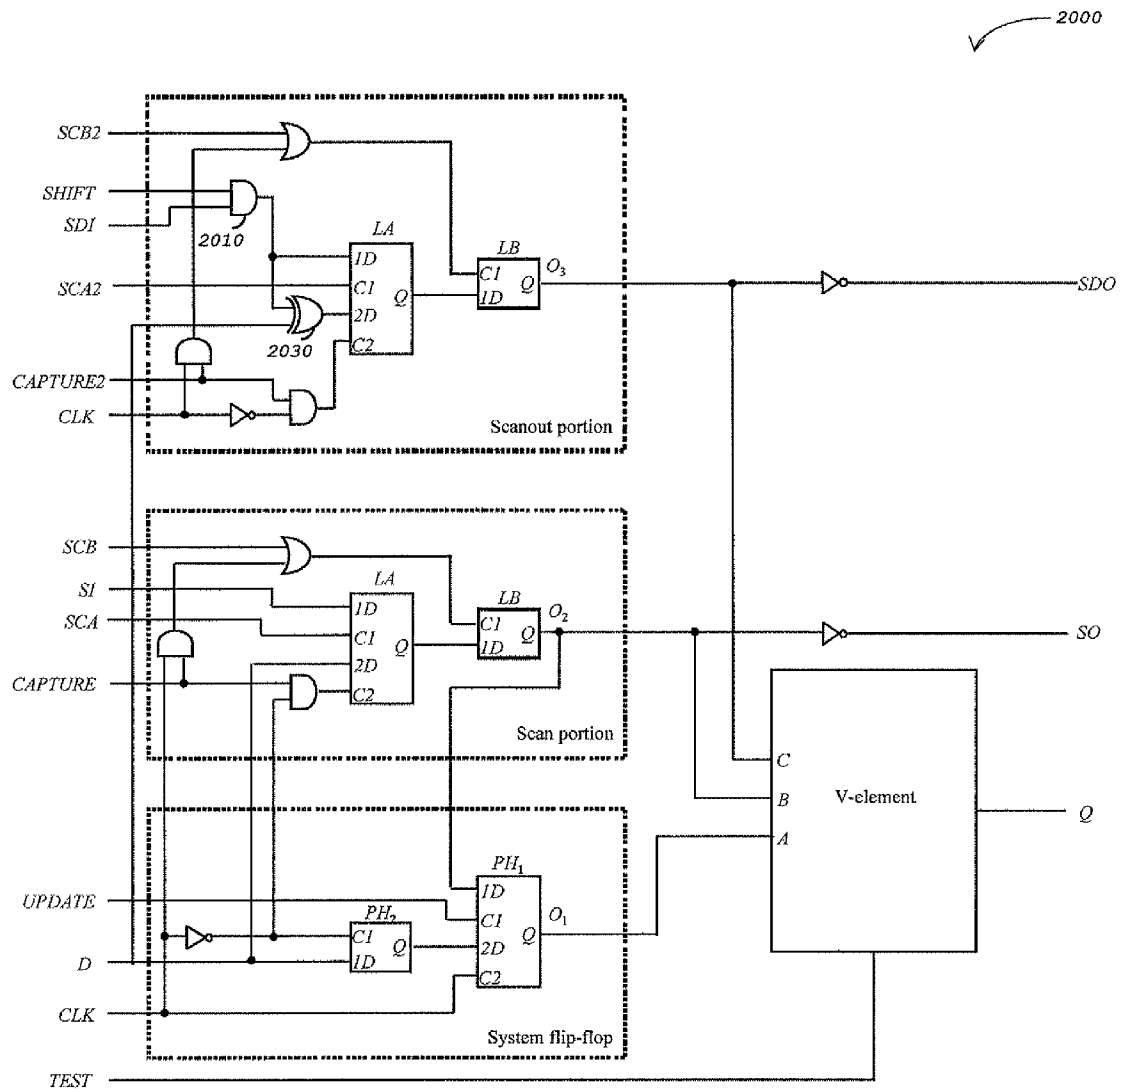 2000
SCB2
SHIFT
SDI
2010
LA
LB
1D
C1
Q
O3
SDO
SCA2
C1
Q
1D
2D
2030
C2
CAPTURE2
CLK
Scanout portion
SCB
SI
LA
LB
O2
1D
C1
Q
SO
SCA
C1
Q
1D
2D
CAPTURE
C2
Scan portion
C
V-element
B
Q
A
PH1
1D
UPDATE
PH2
C1
O1
C1
Q
2D
Q
D
1D
C2
CLK
System flip-flop
TEST